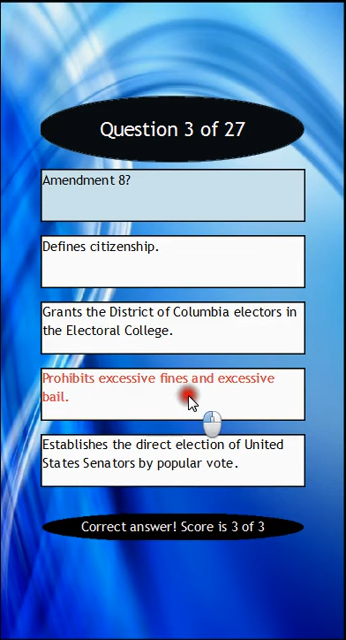 Question 3 of 27
Amendment 8?
Defines citizenship.
Grants the District of Columbia electors in
the Electoral College.
Prohibits excessive fines and excessive
bail.
Establishes the direct election of United
States Senators by popular vote.
Correct answer! Score is 3 of 3